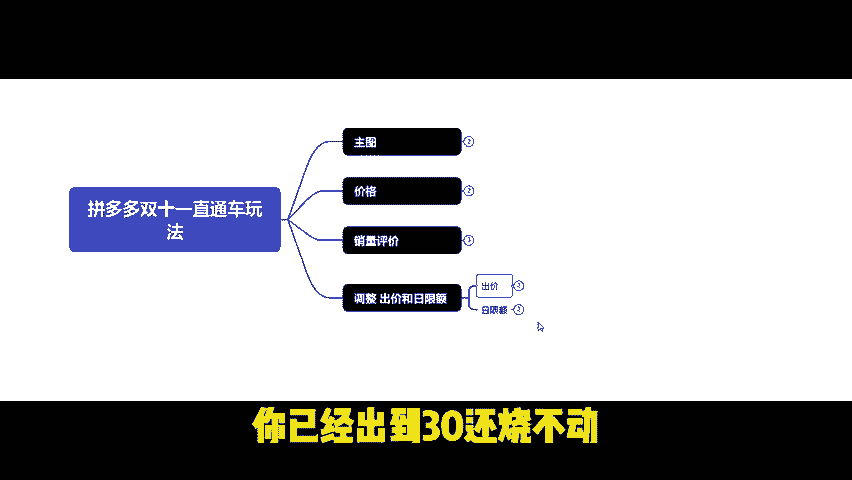 拼多多双十一直通车玩
法
主图
2
价格
2
销量评价
3
调整 出价和日限额
出价
3
日限额
2
你已经出到30还烧不动